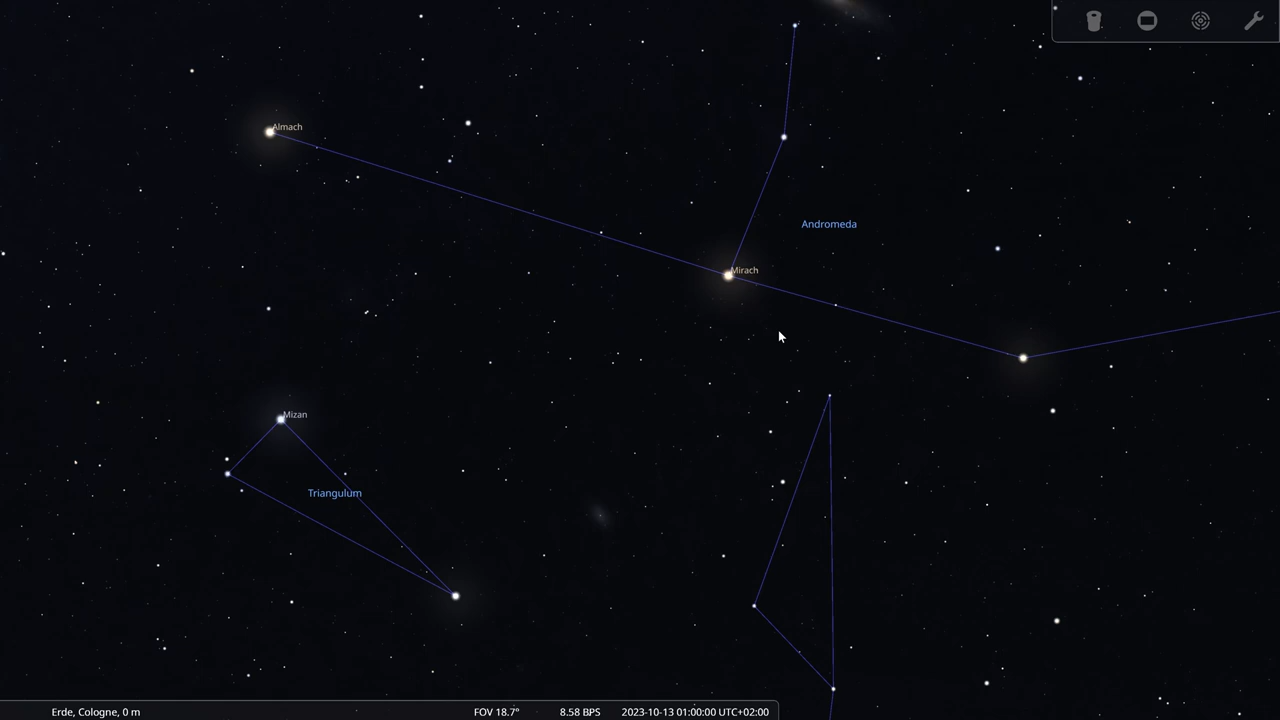 Almach
Andromeda
Mirach
Mizan
Triangulum
Erde, Cologne, 0 m FOV 18.7° 8.58 BPS 2023-10-13 01:00:00 UTC+02:00